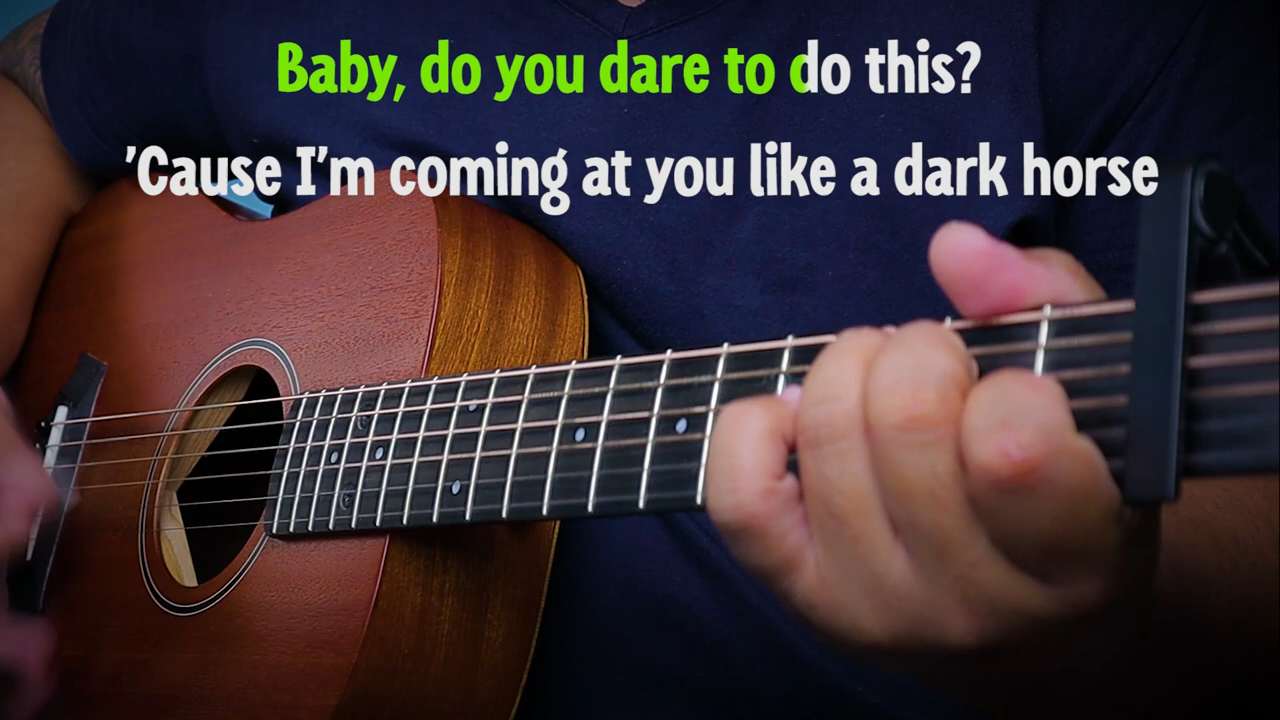 Baby, do you dare to do this?
'Cause I'm coming at you like a dark horse